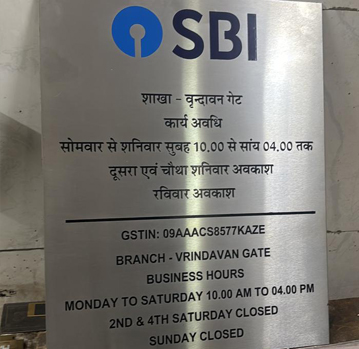 SBI
शाखा - वृन्दावन गेट
कार्य अवधि
सोमवार से शनिवार सुबह 10.00 से सांय 04.00 तक
दूसरा एवं चौथा शनिवार अवकाश
रविवार अवकाश
GSTIN: 09AAACS8577KAZE
BRANCH - VRINDAVAN GATE
BUSINESS HOURS
MONDAY TO SATURDAY 10.00 AM TO 04.00 PM
2ND & 4TH SATURDAY CLOSED
SUNDAY CLOSED